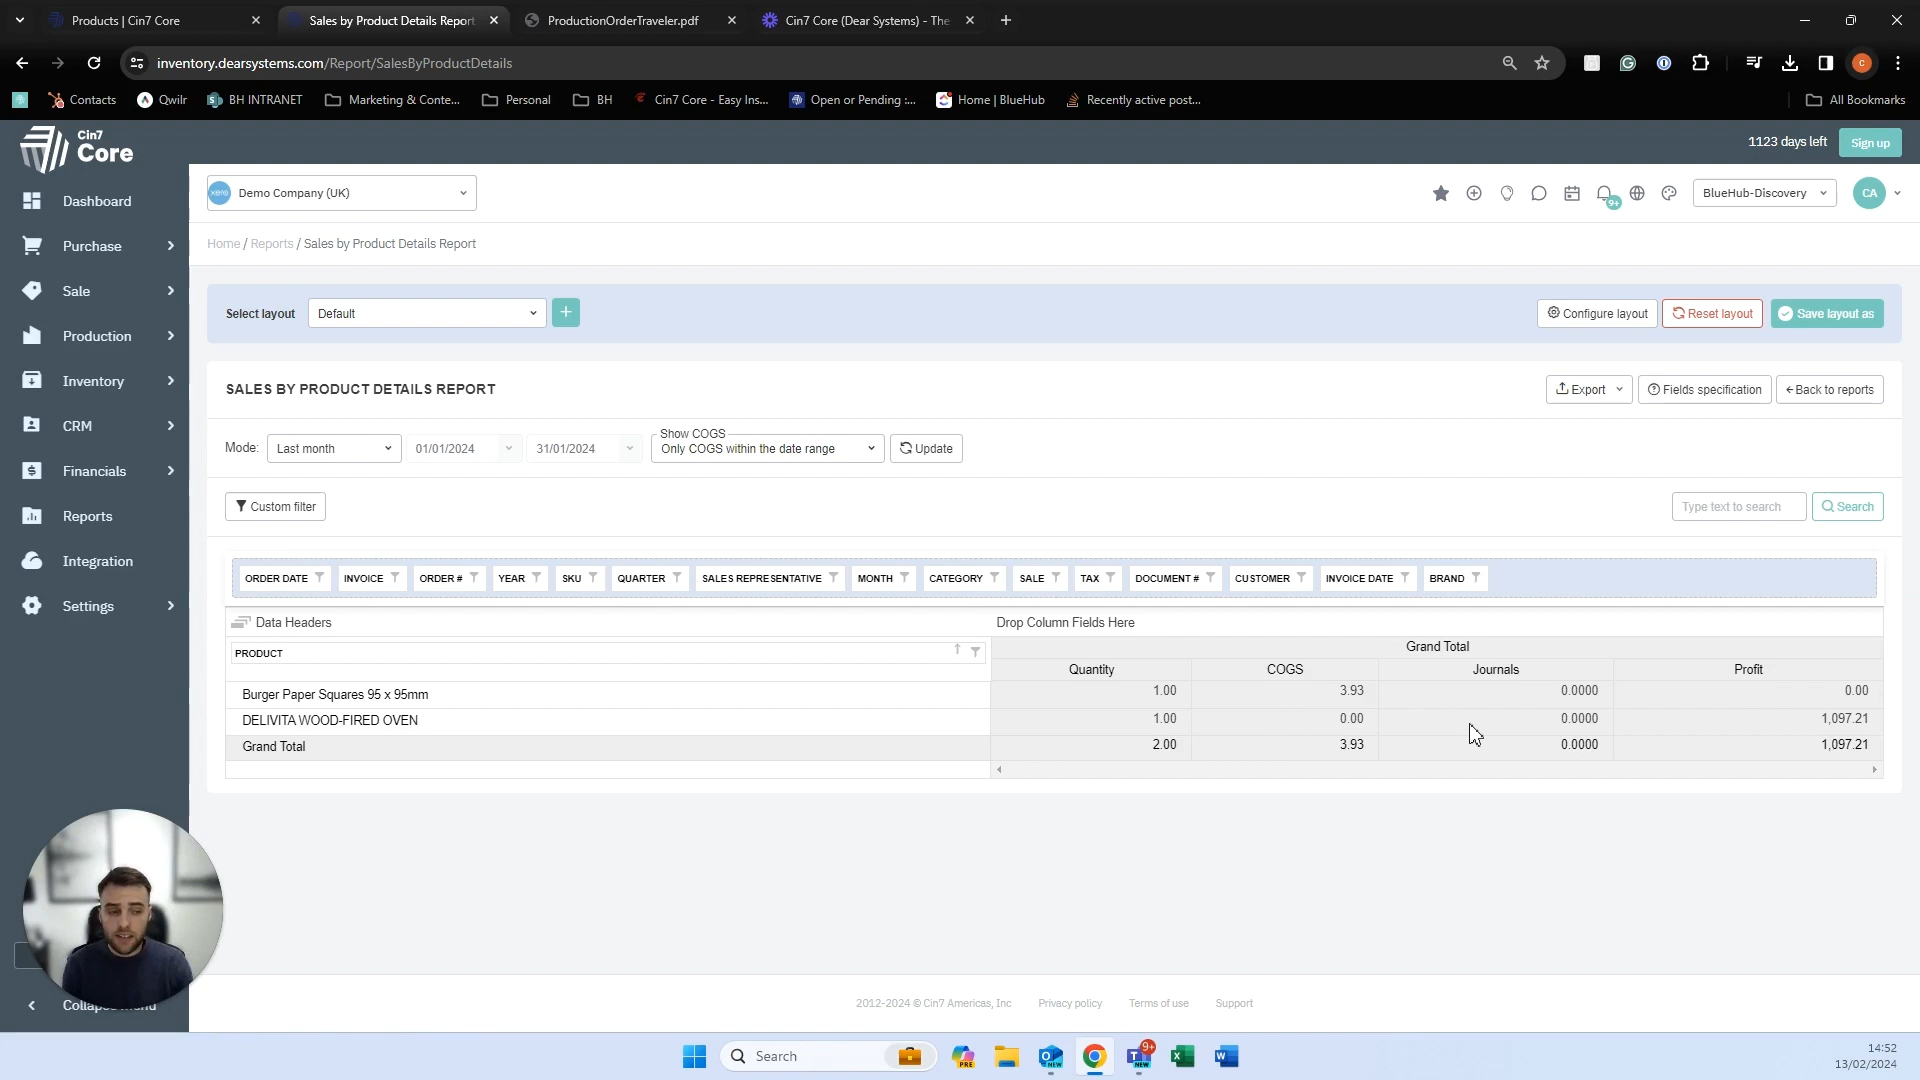 Products | Cin7 Core
Sales by Product Details Report
ProductionOrderTraveler.pdf
Cin7 Core (Dear Systems) - The
inventory.dearsystems.com/Report/SalesByProductDetails
C
Contacts
Qwilr
BH INTRANET
Marketing & Conte...
Personal
BH
Cin7 Core - Easy Ins...
Open or Pending :...
Home | BlueHub
Recently active post...
All Bookmarks
Cin7
Core
1123 days left
Sign up
Dashboard
Purchase
Sale
Production
Inventory
CRM
Financials
Reports
Integration
Settings
xero
Demo Company (UK)
9+
BlueHub-Discovery
CA
Home / Reports / Sales by Product Details Report
Select layout
Default
Configure layout
Reset layout
Save layout as
SALES BY PRODUCT DETAILS REPORT
Export
Fields specification
Back to reports
Mode:
Last month
01/01/2024
31/01/2024
Show COGS
Only COGS within the date range
Update
Custom filter
Type text to search
Search
ORDER DATE
INVOICE
ORDER #
YEAR
SKU
QUARTER
SALES REPRESENTATIVE
MONTH
CATEGORY
SALE
TAX
DOCUMENT #
CUSTOMER
INVOICE DATE
BRAND
Data Headers
Drop Column Fields Here
PRODUCT
Grand Total
Quantity COGS Journals Profit
Burger Paper Squares 95 x 95mm 1.00 3.93 0.0000 0.00
DELIVITA WOOD-FIRED OVEN 1.00 0.00 0.0000 1,097.21
Grand Total 2.00 3.93 0.0000 1,097.21
2012-2024 © Cin7 Americas, Inc
Privacy policy
Terms of use
Support
Search
PRE
NEW
9+
NEW
14:52
13/02/2024